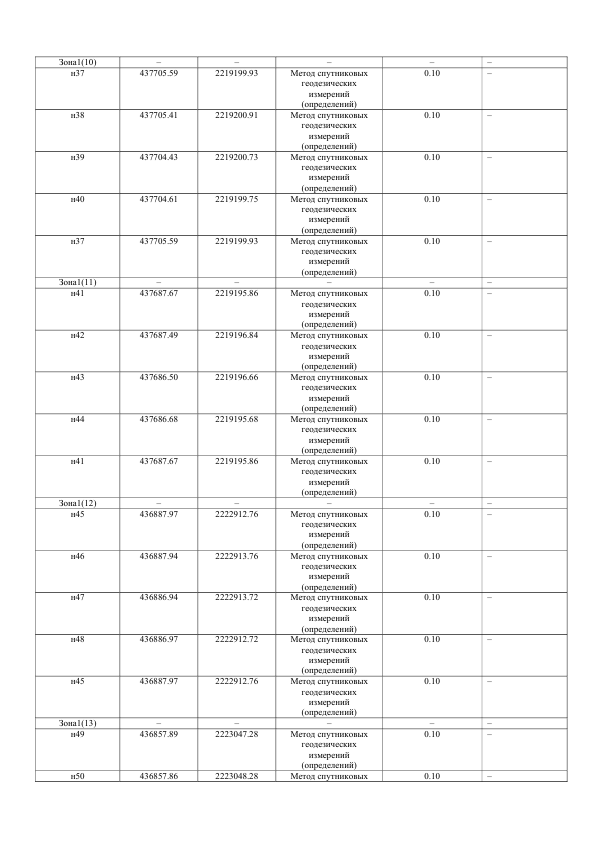 Зона1(10) – – – – –
н37 437705.59 2219199.93 Метод спутниковых 0.10 –
геодезических
измерений
(определений)
н38 437705.41 2219200.91 Метод спутниковых 0.10 –
геодезических
измерений
(определений)
н39 437704.43 2219200.73 Метод спутниковых 0.10 –
геодезических
измерений
(определений)
н40 437704.61 2219199.75 Метод спутниковых 0.10 –
геодезических
измерений
(определений)
н37 437705.59 2219199.93 Метод спутниковых 0.10 –
геодезических
измерений
(определений)
Зона1(11) – – – – –
н41 437687.67 2219195.86 Метод спутниковых 0.10 –
геодезических
измерений
(определений)
н42 437687.49 2219196.84 Метод спутниковых 0.10 –
геодезических
измерений
(определений)
н43 437686.50 2219196.66 Метод спутниковых 0.10 –
геодезических
измерений
(определений)
н44 437686.68 2219195.68 Метод спутниковых 0.10 –
геодезических
измерений
(определений)
н41 437687.67 2219195.86 Метод спутниковых 0.10 –
геодезических
измерений
(определений)
Зона1(12) – – – – –
н45 436887.97 2222912.76 Метод спутниковых 0.10 –
геодезических
измерений
(определений)
н46 436887.94 2222913.76 Метод спутниковых 0.10 –
геодезических
измерений
(определений)
н47 436886.94 2222913.72 Метод спутниковых 0.10 –
геодезических
измерений
(определений)
н48 436886.97 2222912.72 Метод спутниковых 0.10 –
геодезических
измерений
(определений)
н45 436887.97 2222912.76 Метод спутниковых 0.10 –
геодезических
измерений
(определений)
Зона1(13) – – – – –
н49 436857.89 2223047.28 Метод спутниковых 0.10 –
геодезических
измерений
(определений)
н50 436857.86 2223048.28 Метод спутниковых 0.10 –